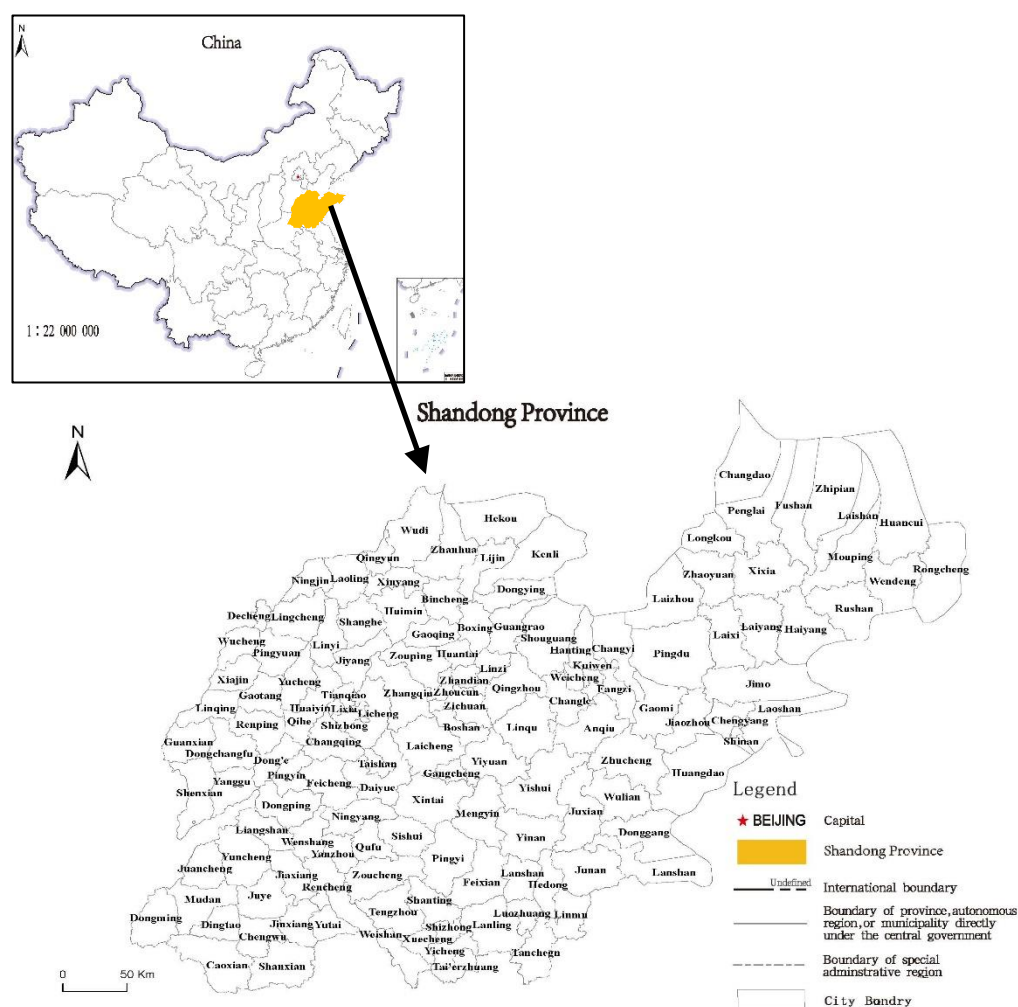 N
China
1:22 000 000
Shandong Province
N
Changdao
Zhipian
Penglai
Fushan
Laishan
Huancui
Hekou
Wudi
Longkou
Zhanhua
Lijin
Kenli
Qingyun
Mouping
Rongcheng
Ningjin
Laoling
Xinyang
Zhaoyuan
Xixia
Wendeng
Dongying
Bincheng
Laizhou
Rushan
Decheng
Lingcheng
Huimin
Shanghe
Gaoqing
Boxing
Guangrao
Shouguang
Laixi
Laiyang
Haiyang
Wucheng
Pingyuan
Linyi
Jiyang
Zouping
Huantai
Hanting
Changyi
Pingdu
Linzi
Kuiwen
Weicheng
Xiajin
Yucheng
Zhandian
Zhoucun
Qingzhou
Fangzi
Jimo
Gaotang
Tianqiao
Zhangqiu
Zichuan
Changle
Linqing
Huaiyin
Lixia
Licheng
Gaomi
Laoshan
Renping
Qihe
Shizhong
Boshan
Linqu
Anqiu
Jiaozhou
Chengyang
Shinan
Guanxian
Changqing
Laicheng
Dongchangfu
Dong'e
Taishan
Yiyuan
Zhucheng
Pingyin
Gangcheng
Huangdao
Yanggu
Feicheng
Daiyue
Yishui
Shenxian
Xintai
Wulian
Dongping
Ningyang
Mengyin
Juxian
Liangshan
Sishui
Yinan
Donggang
Wenshang
Qufu
Yuncheng
Yanzhou
Pingyi
Juancheng
Jiaxiang
Zoucheng
Lanshan
Junan
Lanshan
Rencheng
Feixian
Hedong
Mudan
Juye
Shanting
Dongming
Tengzhou
Luozhuang
Linmu
Dingtao
Jinxiang
Yutai
Shizhong
Lanling
Chengwu
Weishan
Xuecheng
Yicheng
Tanchegn
Caoxian
Shanxian
Tai'erzhuang
0 50 Km
Legend
BEIJING Capital
Shandong Province
Undefined International boundary
Boundary of province,autonomous
region,or municipality directly
under the central government
Boundary of special
adminstrative region
City Bundry